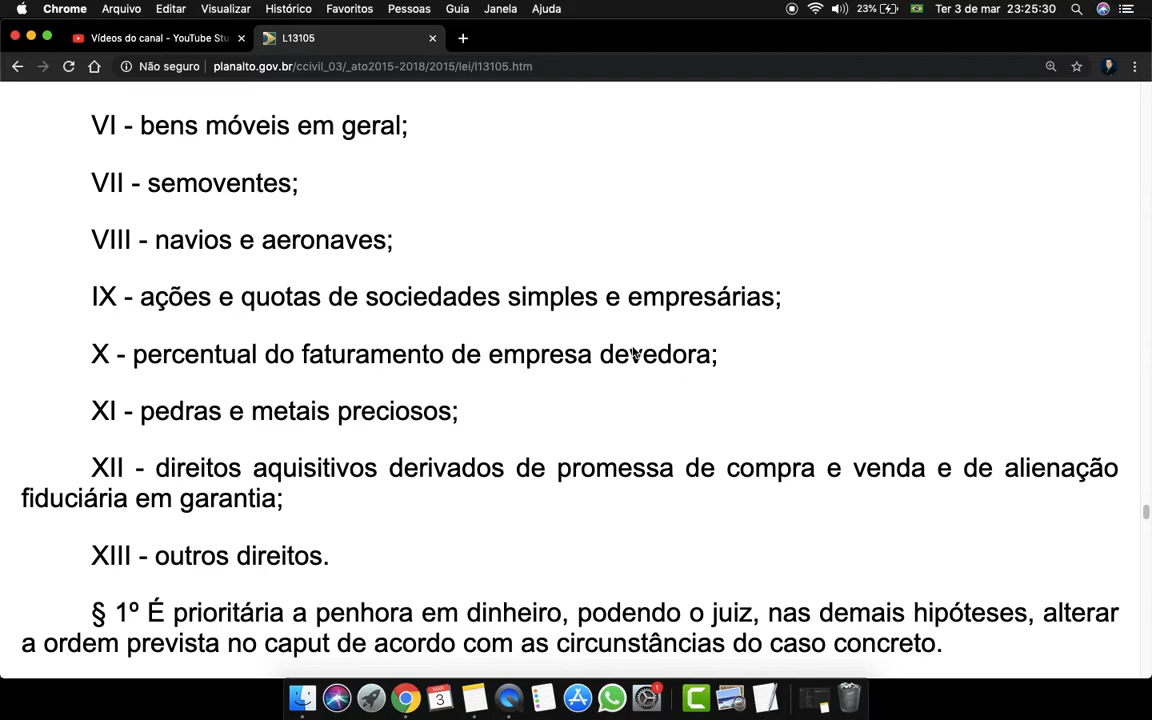 Chrome Arquivo Editar Visualizar Histórico Favoritos Pessoas Guia Janela Ajuda 23% Ter 3 de mar 23:25:30
Vídeos do canal - YouTube Stu L13105
Não seguro planalto.gov.br/ccivil_03/_ato2015-2018/2015/lei/l13105.htm
VI - bens móveis em geral;
VII - semoventes;
VIII - navios e aeronaves;
IX - ações e quotas de sociedades simples e empresárias;
X - percentual do faturamento de empresa devedora;
XI - pedras e metais preciosos;
XII - direitos aquisitivos derivados de promessa de compra e venda e de alienação
fiduciária em garantia;
XIII - outros direitos.
§ 1º É prioritária a penhora em dinheiro, podendo o juiz, nas demais hipóteses, alterar
a ordem prevista no caput de acordo com as circunstâncias do caso concreto.
MAR
3
1